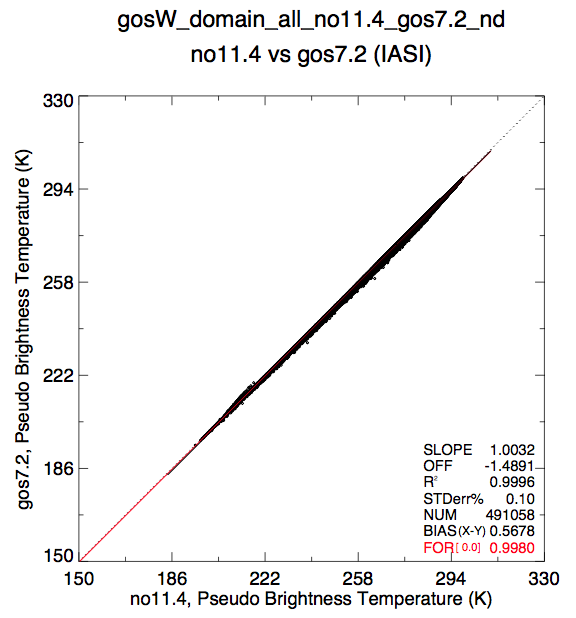 gosW_domain_all_no11.4_gos7.2_nd
no11.4 vs gos7.2 (IASI)
gos7.2, Pseudo Brightness Temperature (K)
330
294
258
222
186
150
SLOPE 1.0032
OFF -1.4891
R² 0.9996
STDerr% 0.10
NUM 491058
BIAS(X-Y) 0.5678
FOR[ 0.0] 0.9980
150 186 222 258 294 330
no11.4, Pseudo Brightness Temperature (K)